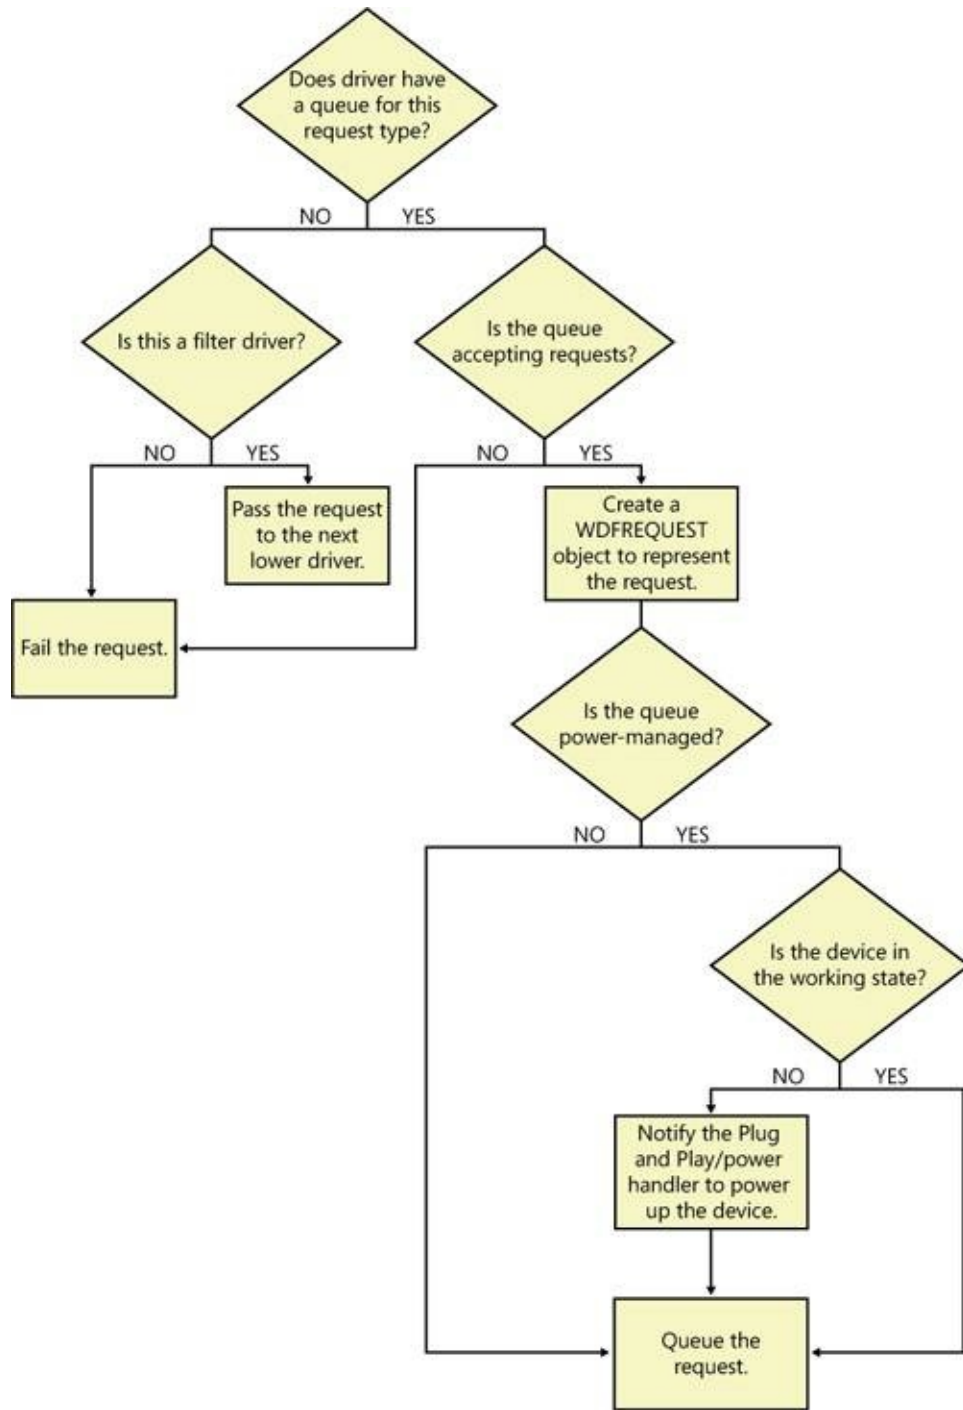 Does driver have
a queue for this
request type?
NO
YES
Is this a filter driver?
Is the queue
accepting requests?
NO
YES
NO
YES
Pass the request
to the next
lower driver.
Create a
WDFREQUEST
object to represent
the request.
Fail the request.
Is the queue
power-managed?
NO
YES
Is the device in
the working state?
NO
YES
Notify the Plug
and Play/power
handler to power
up the device.
Queue the
request.